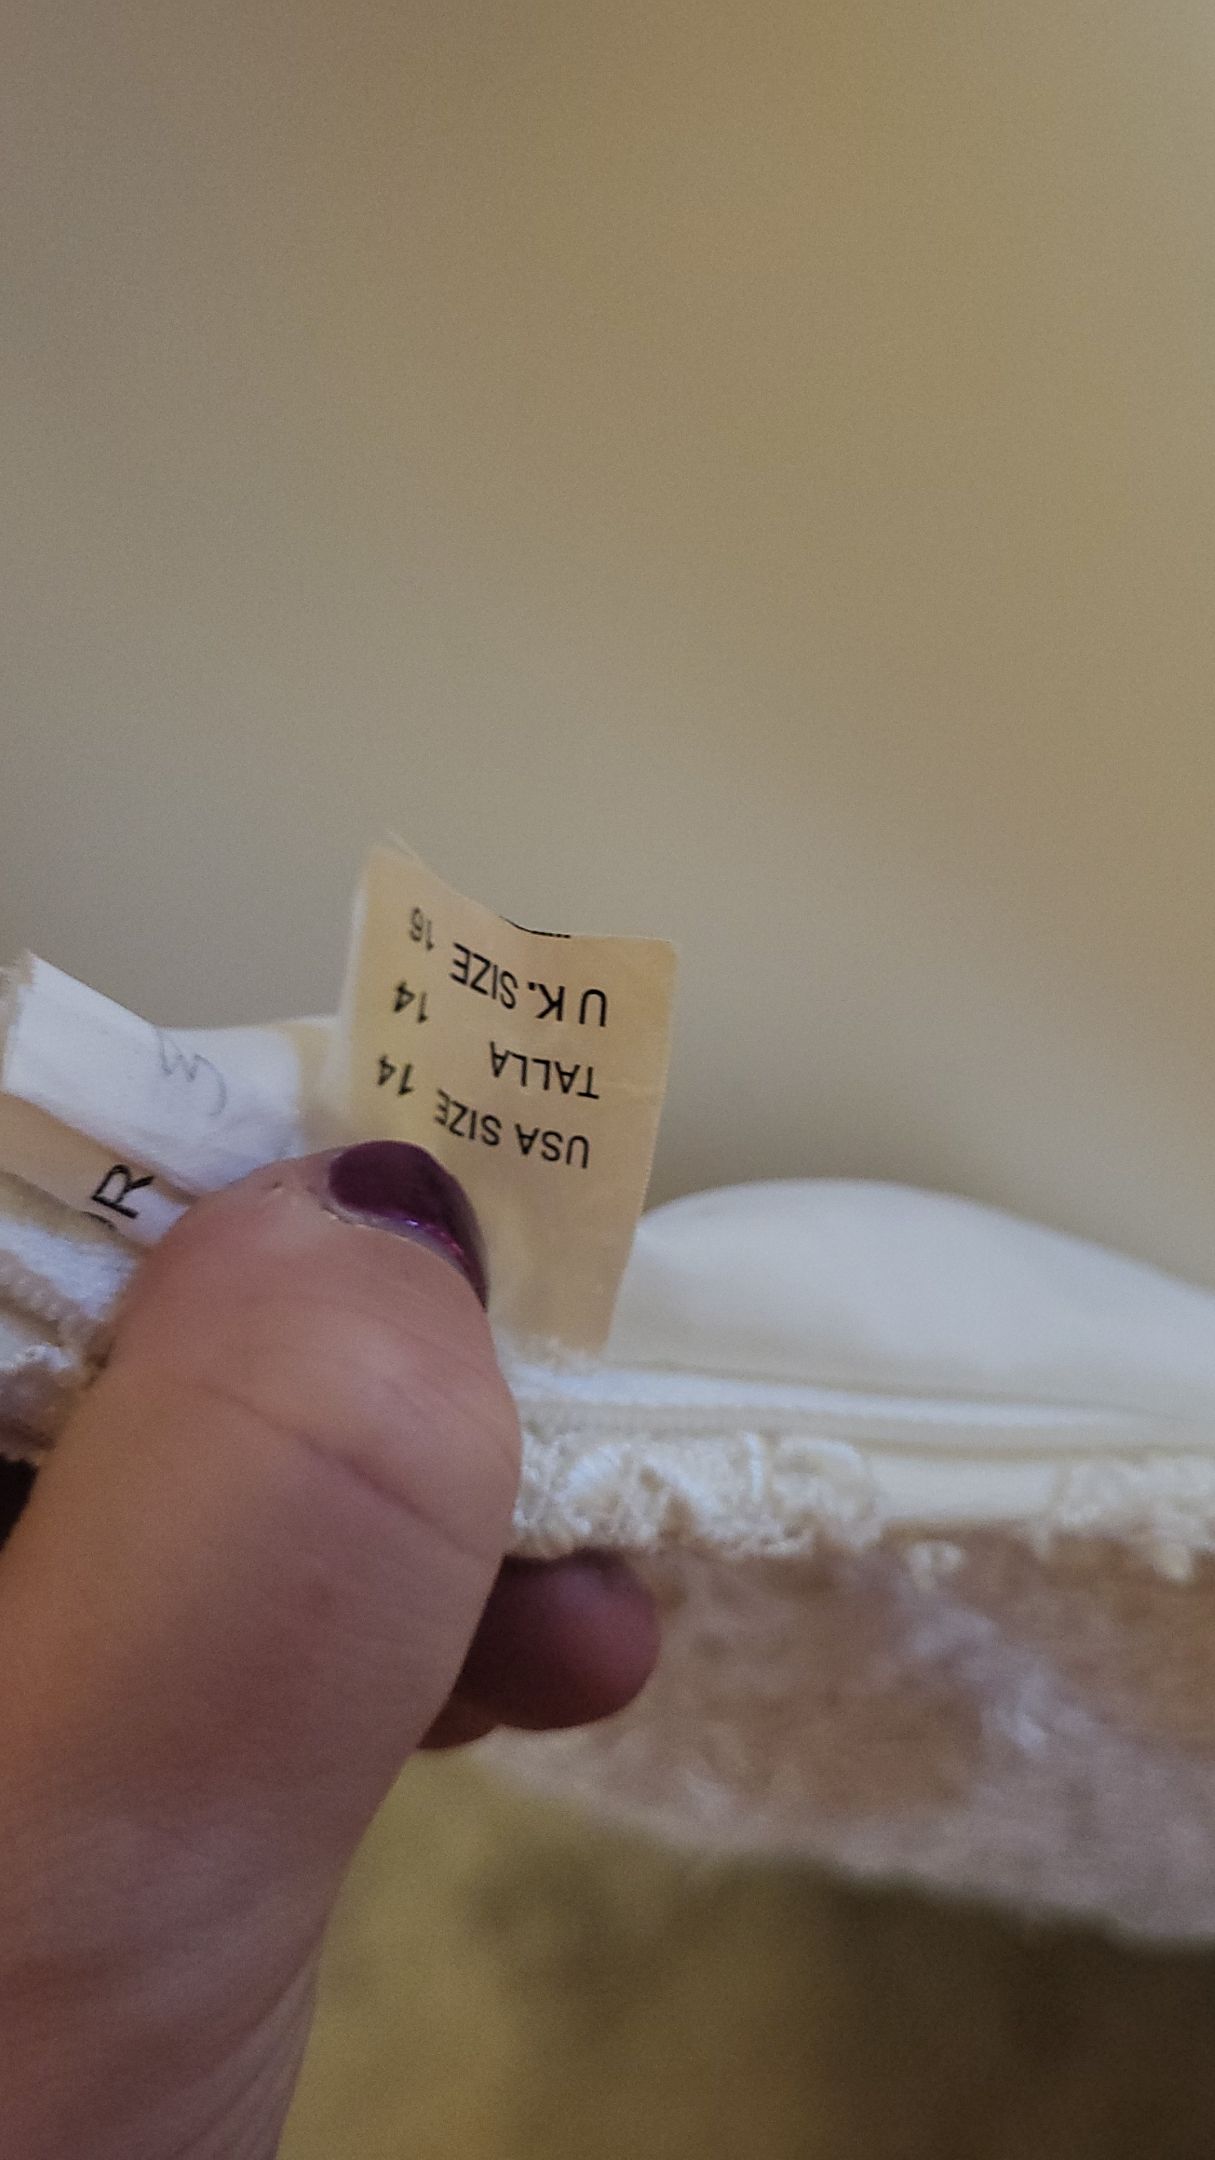 USA SIZE 14
TALLA 14
U K. SIZE 16